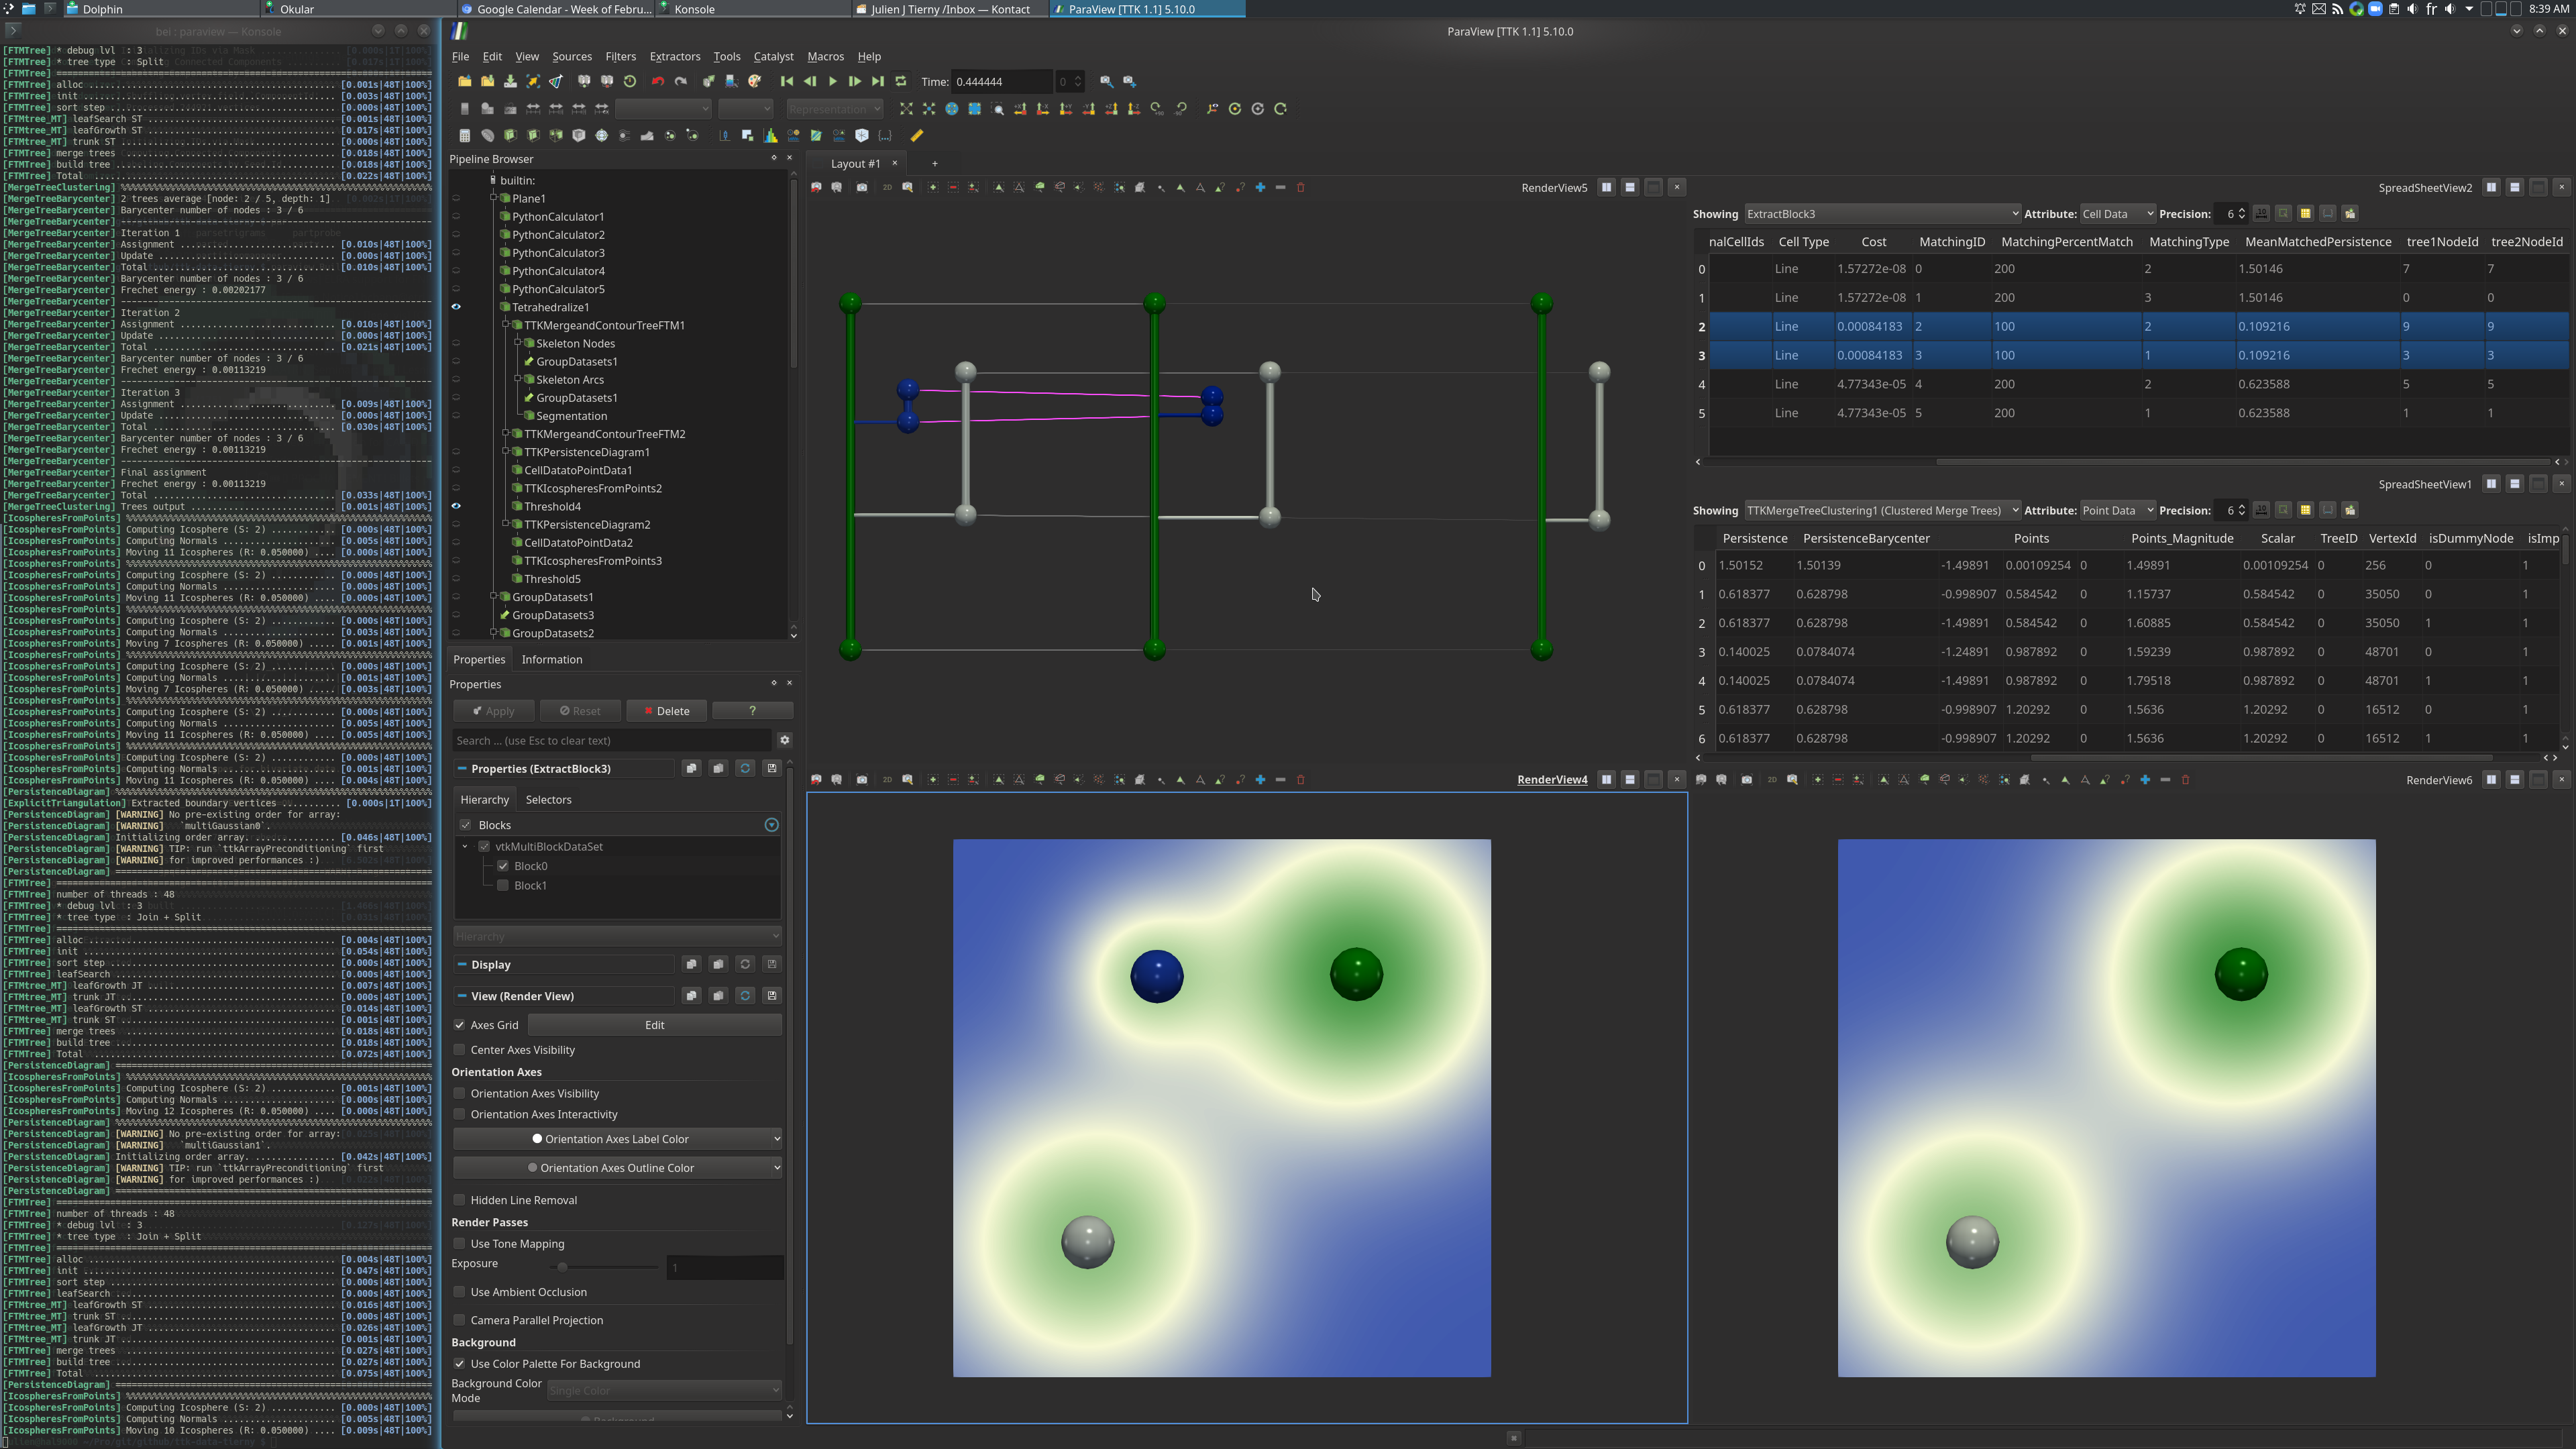 Dolphin
Okular
Google Calendar - Week of Febru...
Konsole
Julien J Tierny /Inbox — Kontact
ParaView [TTK 1.1] 5.10.0
fr
8:39 AM
bel : paraview — Konsole
ParaView [TTK 1.1] 5.10.0
File Edit View Sources Filters Extractors Tools Catalyst Macros Help
Time: 0.444444 0
Representation
[FTMTree] * debug lvl : 3
[FTMTree] * tree type : Split
[FTMTree] alloc [0.001s|48T|100%]
[FTMTree] init [0.003s|48T|100%]
[FTMTree] sort step [0.000s|48T|100%]
[FTMTree_MT] leafSearch ST [0.001s|48T|100%]
[FTMTree_MT] leafGrowth ST [0.017s|48T|100%]
[FTMtree_MT] trunk ST [0.001s|48T|100%]
[FTMTree] merge trees [0.018s|48T|100%]
[FTMTree] build tree [0.018s|48T|100%]
[FTMTree] Total [0.022s|48T|100%]
[MergeTreeClustering] 2 trees average [node: 2 / 5, depth: 1]
[MergeTreeBarycenter] Barycenter number of nodes : 3 / 6
[MergeTreeBarycenter] Iteration 1
[MergeTreeBarycenter] Assignment [0.010s|48T|100%]
[MergeTreeBarycenter] Update [0.000s|48T|100%]
[MergeTreeBarycenter] Total [0.010s|48T|100%]
[MergeTreeBarycenter] Barycenter number of nodes : 3 / 6
[MergeTreeBarycenter] Frechet energy : 0.00202177
[MergeTreeBarycenter] Iteration 2
[MergeTreeBarycenter] Assignment [0.010s|48T|100%]
[MergeTreeBarycenter] Update [0.000s|48T|100%]
[MergeTreeBarycenter] Total [0.021s|48T|100%]
[MergeTreeBarycenter] Barycenter number of nodes : 3 / 6
[MergeTreeBarycenter] Frechet energy : 0.00113219
[MergeTreeBarycenter] Iteration 3
[MergeTreeBarycenter] Assignment [0.009s|48T|100%]
[MergeTreeBarycenter] Update [0.000s|48T|100%]
[MergeTreeBarycenter] Total [0.030s|48T|100%]
[MergeTreeBarycenter] Barycenter number of nodes : 3 / 6
[MergeTreeBarycenter] Frechet energy : 0.00113219
[MergeTreeBarycenter] Final assignment
[MergeTreeBarycenter] Frechet energy : 0.00113219
[MergeTreeBarycenter] Total [0.033s|48T|100%]
[MergeTreeClustering] Trees output [0.001s|48T|100%]
[IcospheresFromPoints] Computing Icosphere (S: 2) [0.000s|48T|100%]
[IcospheresFromPoints] Computing Normals [0.005s|48T|100%]
[IcospheresFromPoints] Moving 11 Icospheres (R: 0.050000) [0.001s|48T|100%]
[IcospheresFromPoints] Computing Icosphere (S: 2) [0.000s|48T|100%]
[IcospheresFromPoints] Computing Normals [0.005s|48T|100%]
[IcospheresFromPoints] Moving 11 Icospheres (R: 0.050000) [0.001s|48T|100%]
[IcospheresFromPoints] Computing Icosphere (S: 2) [0.000s|48T|100%]
[IcospheresFromPoints] Computing Normals [0.003s|48T|100%]
[IcospheresFromPoints] Moving 7 Icospheres (R: 0.050000) [0.001s|48T|100%]
[IcospheresFromPoints] Computing Icosphere (S: 2) [0.000s|48T|100%]
[IcospheresFromPoints] Computing Normals [0.001s|48T|100%]
[IcospheresFromPoints] Moving 7 Icospheres (R: 0.050000) [0.003s|48T|100%]
[IcospheresFromPoints] Computing Icosphere (S: 2) [0.000s|48T|100%]
[IcospheresFromPoints] Computing Normals [0.005s|48T|100%]
[IcospheresFromPoints] Moving 11 Icospheres (R: 0.050000) [0.005s|48T|100%]
[IcospheresFromPoints] Computing Icosphere (S: 2) [0.000s|48T|100%]
[IcospheresFromPoints] Computing Normals [0.001s|48T|100%]
[IcospheresFromPoints] Moving 11 Icospheres (R: 0.050000) [0.004s|48T|100%]
[ExplicitTriangulation] Extracted boundary vertices [0.000s|1T|100%]
[PersistenceDiagram] [WARNING] No pre-existing order for array:
[PersistenceDiagram] [WARNING] `multiGaussian0`.
[PersistenceDiagram] Initializing order array. [0.046s|48T|100%]
[PersistenceDiagram] [WARNING] TIP: run `ttkArrayPreconditioning` first
[PersistenceDiagram] [WARNING] for improved performances :)
[FTMTree] number of threads : 48
[FTMTree] * debug lvl : 3
[FTMTree] * tree type : Join + Split
[FTMTree] alloc [0.004s|48T|100%]
[FTMTree] init [0.054s|48T|100%]
[FTMTree] sort step [0.000s|48T|100%]
[FTMTree] leafSearch [0.000s|48T|100%]
[FTMtree_MT] leafGrowth JT [0.007s|48T|100%]
[FTMtree_MT] trunk JT [0.000s|48T|100%]
[FTMtree_MT] leafGrowth ST [0.014s|48T|100%]
[FTMtree_MT] trunk ST [0.001s|48T|100%]
[FTMTree] merge trees [0.018s|48T|100%]
[FTMTree] build tree [0.018s|48T|100%]
[FTMTree] Total [0.072s|48T|100%]
[IcospheresFromPoints] Computing Icosphere (S: 2) [0.001s|48T|100%]
[IcospheresFromPoints] Computing Normals [0.000s|48T|100%]
[IcospheresFromPoints] Moving 12 Icospheres (R: 0.050000) [0.000s|48T|100%]
[PersistenceDiagram] [WARNING] No pre-existing order for array:
[PersistenceDiagram] [WARNING] `multiGaussian1`.
[PersistenceDiagram] Initializing order array. [0.042s|48T|100%]
[PersistenceDiagram] [WARNING] TIP: run `ttkArrayPreconditioning` first
[PersistenceDiagram] [WARNING] for improved performances :)
[FTMTree] number of threads : 48
[FTMTree] * debug lvl : 3
[FTMTree] * tree type : Join + Split
[FTMTree] alloc [0.004s|48T|100%]
[FTMTree] init [0.047s|48T|100%]
[FTMTree] sort step [0.000s|48T|100%]
[FTMTree] leafSearch [0.000s|48T|100%]
[FTMtree_MT] leafGrowth ST [0.016s|48T|100%]
[FTMtree_MT] trunk ST [0.000s|48T|100%]
[FTMtree_MT] leafGrowth JT [0.026s|48T|100%]
[FTMtree_MT] trunk JT [0.001s|48T|100%]
[FTMTree] merge trees [0.027s|48T|100%]
[FTMTree] build tree [0.027s|48T|100%]
[FTMTree] Total [0.075s|48T|100%]
[IcospheresFromPoints] Computing Icosphere (S: 2) [0.000s|48T|100%]
[IcospheresFromPoints] Computing Normals [0.005s|48T|100%]
[IcospheresFromPoints] Moving 10 Icospheres (R: 0.050000) [0.009s|48T|100%]
Pipeline Browser
builtin:
Plane1
PythonCalculator1
PythonCalculator2
PythonCalculator3
PythonCalculator4
PythonCalculator5
Tetrahedralize1
TTKMergeandContourTreeFTM1
Skeleton Nodes
GroupDatasets1
Skeleton Arcs
GroupDatasets1
Segmentation
TTKMergeandContourTreeFTM2
TTKPersistenceDiagram1
CellDatatoPointData1
TTKIcospheresFromPoints2
Threshold4
TTKPersistenceDiagram2
CellDatatoPointData2
TTKIcospheresFromPoints3
Threshold5
GroupDatasets1
GroupDatasets3
GroupDatasets2
Properties Information
Properties
Apply Reset Delete ?
Search ... (use Esc to clear text)
Properties (ExtractBlock3)
Hierarchy Selectors
Blocks
vtkMultiBlockDataSet
Block0
Block1
Hierarchy
Display
View (Render View)
Axes Grid Edit
Center Axes Visibility
Orientation Axes
Orientation Axes Visibility
Orientation Axes Interactivity
Orientation Axes Label Color
Orientation Axes Outline Color
Hidden Line Removal
Render Passes
Use Tone Mapping
Exposure 1
Use Ambient Occlusion
Camera Parallel Projection
Background
Use Color Palette For Background
Background Color Mode Single Color
Layout #1 × +
2D RenderView5
SpreadSheetView2
Showing ExtractBlock3 Attribute: Cell Data Precision: 6
nalCellIds Cell Type Cost MatchingID MatchingPercentMatch MatchingType MeanMatchedPersistence tree1NodeId tree2NodeId
0 Line 1.57272e-08 0 200 2 1.50146 7 7
1 Line 1.57272e-08 1 200 3 1.50146 0 0
2 Line 0.00084183 2 100 2 0.109216 9 9
3 Line 0.00084183 3 100 1 0.109216 3 3
4 Line 4.77343e-05 4 200 2 0.623588 5 5
5 Line 4.77343e-05 5 200 1 0.623588 1 1
SpreadSheetView1
Showing TTKMergeTreeClustering1 (Clustered Merge Trees) Attribute: Point Data Precision: 6
Persistence PersistenceBarycenter Points Points_Magnitude Scalar TreeID VertexId isDummyNode isImp
0 1.50152 1.50139 -1.49891 0.00109254 0 1.49891 0.00109254 0 256 0 1
1 0.618377 0.628798 -0.998907 0.584542 0 1.15737 0.584542 0 35050 0 1
2 0.618377 0.628798 -1.49891 0.584542 0 1.60885 0.584542 0 35050 1 1
3 0.140025 0.0784074 -1.24891 0.987892 0 1.59239 0.987892 0 48701 0 1
4 0.140025 0.0784074 -1.49891 0.987892 0 1.79518 0.987892 0 48701 1 1
5 0.618377 0.628798 -0.998907 1.20292 0 1.5636 1.20292 0 16512 0 1
6 0.618377 0.628798 -0.998907 1.20292 0 1.5636 1.20292 0 16512 1 1
2D RenderView4
2D RenderView6